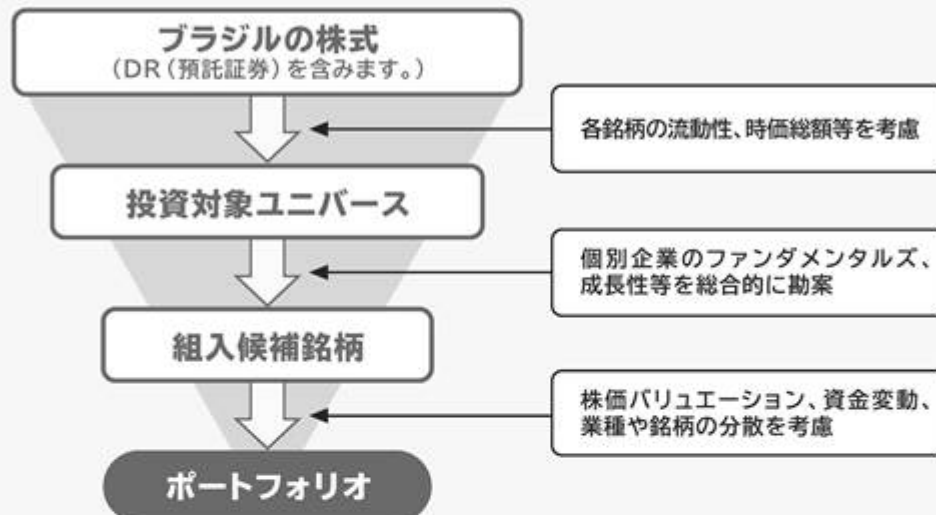 ブラジルの株式
(DR(預託証券)を含みます。)
各銘柄の流動性、時価総額等を考慮
投資対象ユニバース
個別企業のファンダメンタルズ、
成長性等を総合的に勘案
組入候補銘柄
株価バリュエーション、資金変動、
業種や銘柄の分散を考慮
ポートフォリオ